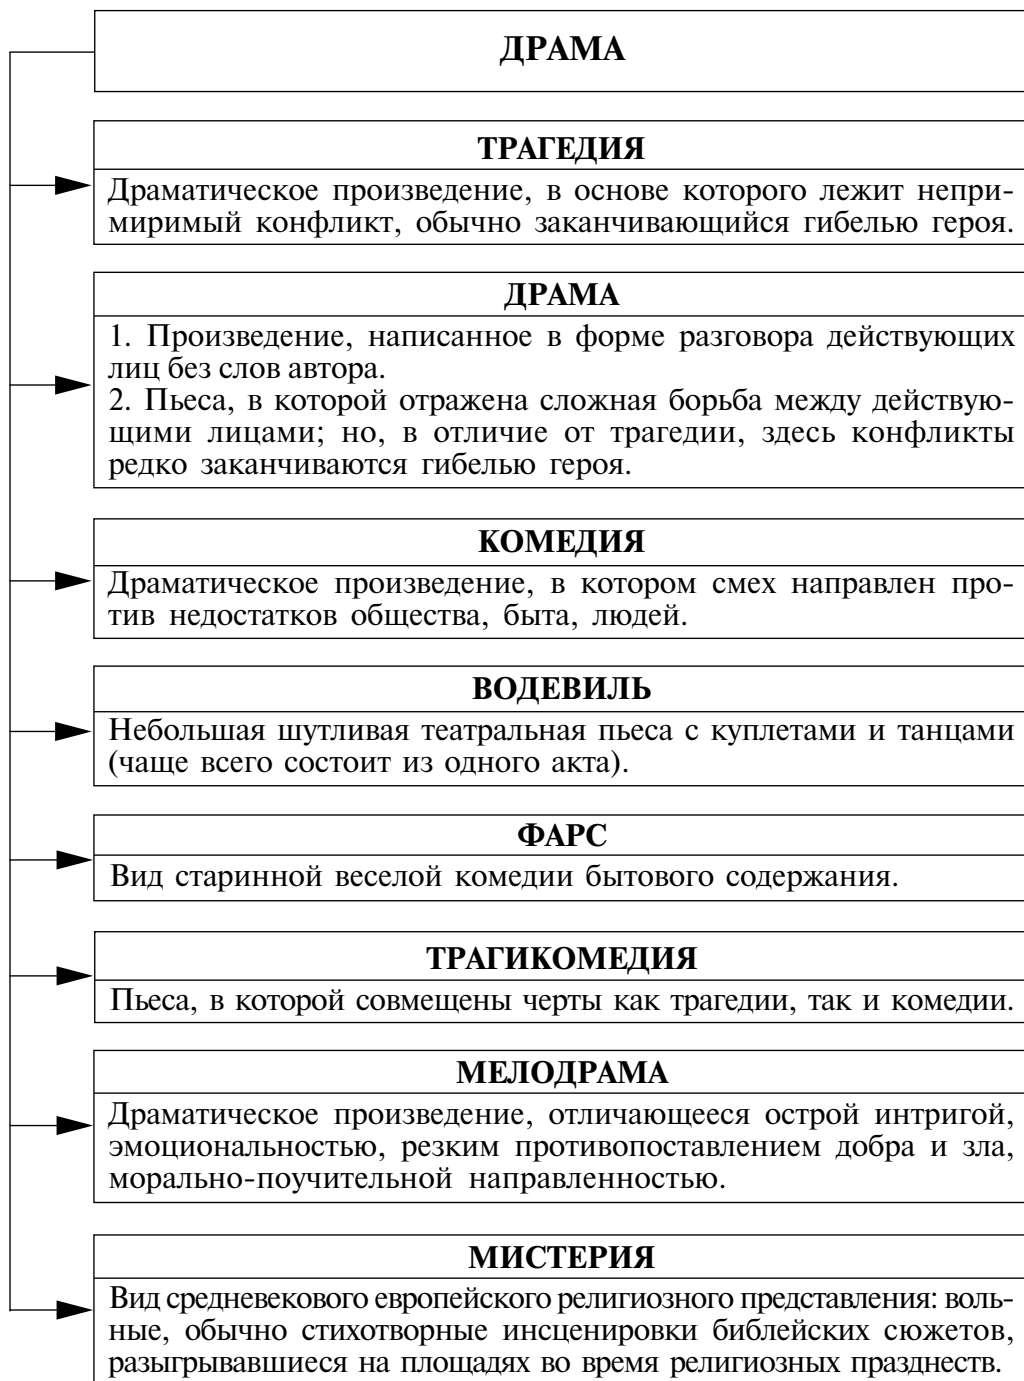 ДРАМА
ТРАГЕДИЯ
Драматическое произведение, в основе которого лежит непри-
миримый конфликт, обычно заканчивающийся гибелью героя.
ДРАМА
1. Произведение, написанное в форме разговора действующих
лиц без слов автора.
2. Пьеса, в которой отражена сложная борьба между действую-
щими лицами; но, в отличие от трагедии, здесь конфликты
редко заканчиваются гибелью героя.
КОМЕДИЯ
Драматическое произведение, в котором смех направлен про-
тив недостатков общества, быта, людей.
ВОДЕВИЛЬ
Небольшая шутливая театральная пьеса с куплетами и танцами
(чаще всего состоит из одного акта).
ФАРС
Вид старинной веселой комедии бытового содержания.
ТРАГИКОМЕДИЯ
Пьеса, в которой совмещены черты как трагедии, так и комедии.
МЕЛОДРАМА
Драматическое произведение, отличающееся острой интригой,
эмоциональностью, резким противопоставлением добра и зла,
морально-поучительной направленностью.
МИСТЕРИЯ
Вид средневекового европейского религиозного представления: воль-
ные, обычно стихотворные инсценировки библейских сюжетов,
разыгрывавшиеся на площадях во время религиозных празднеств.